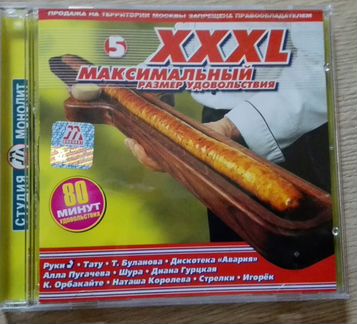 ПРОДАЖА НА ТЕРРИТОРИИ МОСКВЫ ЗАПРЕЩЕНА ПРАВООБЛАДАТЕЛЕМ
5 XXXL
МАКСИМАЛЬНЫЙ
РАЗМЕР УДОВОЛЬСТВИЯ
СТУДИЯ МОНОЛИТ
80
МИНУТ
УДОВОЛЬСТВИЯ
Руки • Тату • Т. Буланова • Дискотека «Авария»
Алла Пугачева • Шура • Диана Гурцкая
К. Орбакайте • Наташа Королева • Стрелки • Игорёк